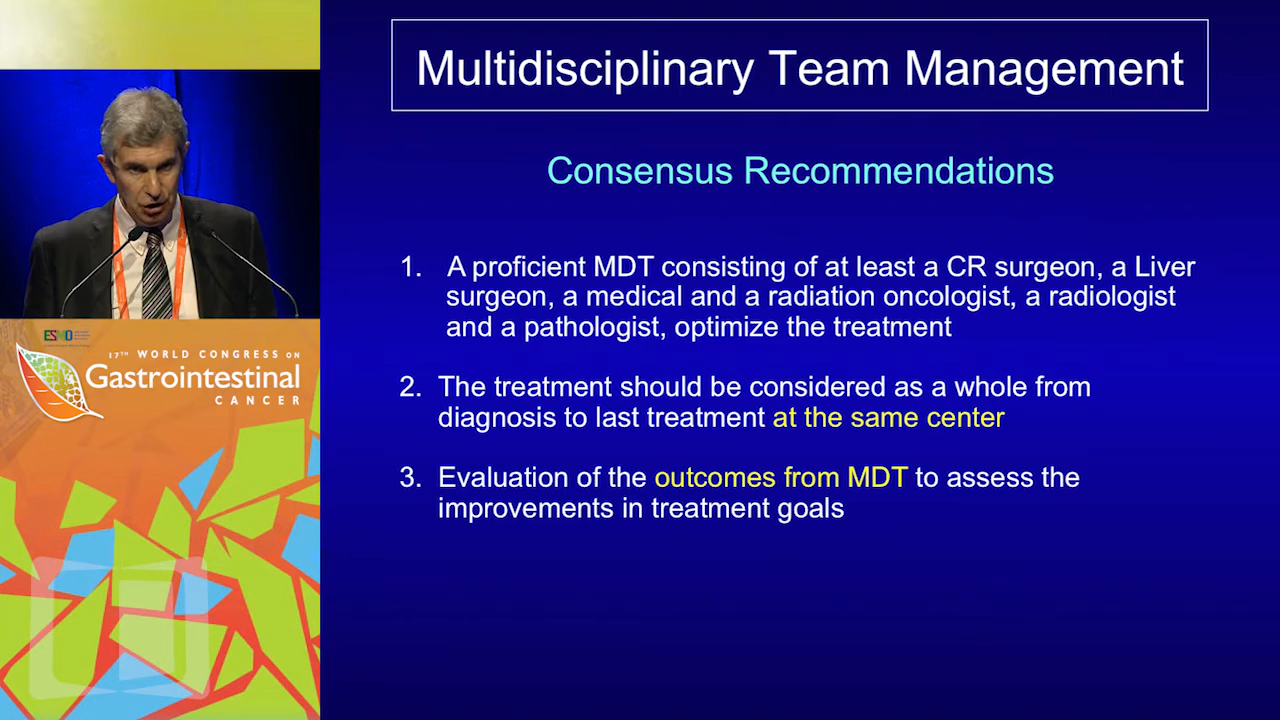 Multidisciplinary Team Management
Consensus Recommendations
1. A proficient MDT consisting of at least a CR surgeon, a Liver
surgeon, a medical and a radiation oncologist, a radiologist
and a pathologist, optimize the treatment
2. The treatment should be considered as a whole from
diagnosis to last treatment at the same center
3. Evaluation of the outcomes from MDT to assess the
improvements in treatment goals
ESMO
17TH WORLD CONGRESS ON
Gastrointestinal
CANCER